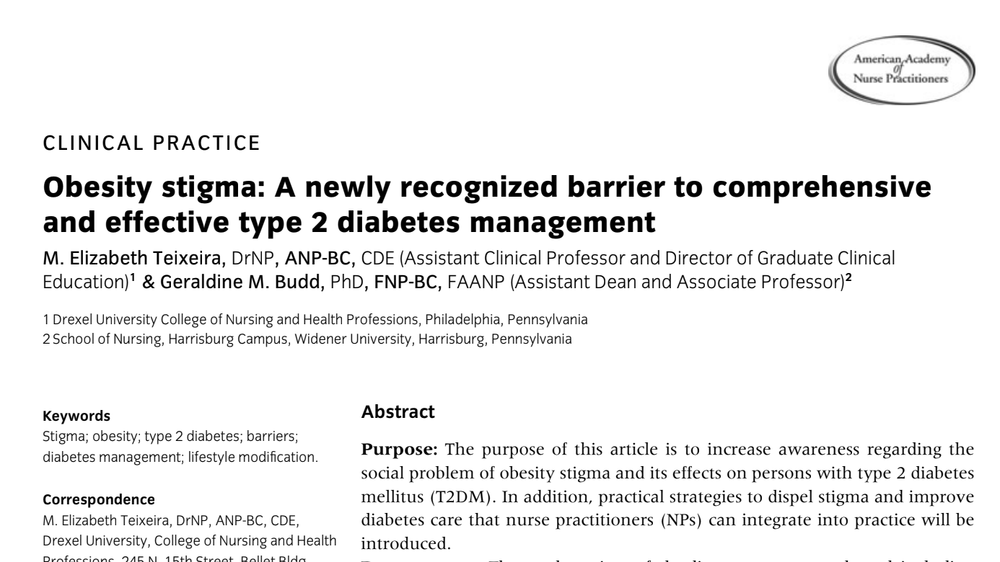 American Academy
of
Nurse Practitioners
CLINICAL PRACTICE
Obesity stigma: A newly recognized barrier to comprehensive
and effective type 2 diabetes management
M. Elizabeth Teixeira, DrNP, ANP-BC, CDE (Assistant Clinical Professor and Director of Graduate Clinical
Education)¹ & Geraldine M. Budd, PhD, FNP-BC, FAANP (Assistant Dean and Associate Professor)²
1 Drexel University College of Nursing and Health Professions, Philadelphia, Pennsylvania
2 School of Nursing, Harrisburg Campus, Widener University, Harrisburg, Pennsylvania
Keywords
Stigma; obesity; type 2 diabetes; barriers;
diabetes management; lifestyle modification.
Correspondence
M. Elizabeth Teixeira, DrNP, ANP-BC, CDE,
Drexel University, College of Nursing and Health
Professions, 245 N. 15th Street, Bellet Bldg
Abstract
Purpose: The purpose of this article is to increase awareness regarding the
social problem of obesity stigma and its effects on persons with type 2 diabetes
mellitus (T2DM). In addition, practical strategies to dispel stigma and improve
diabetes care that nurse practitioners (NPs) can integrate into practice will be
introduced.